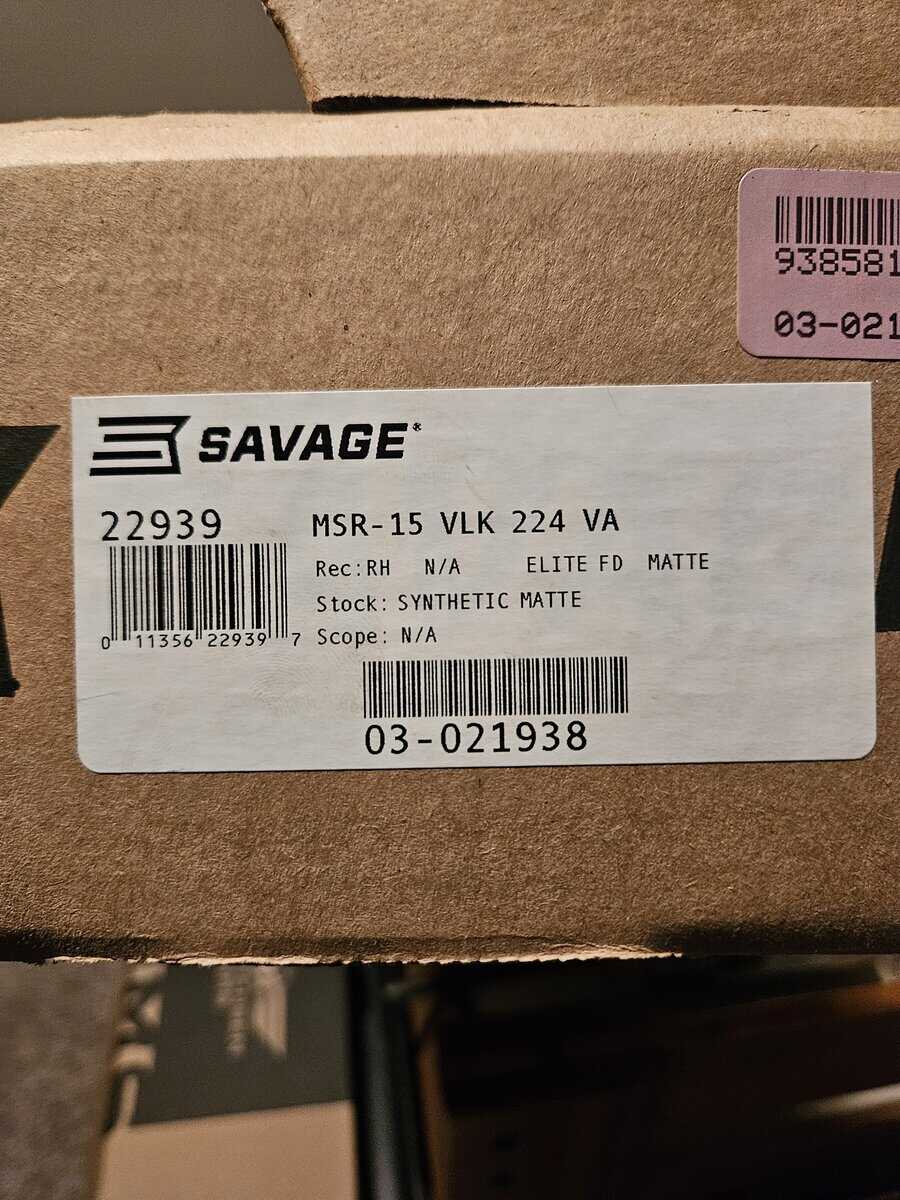 938581
03-021
SAVAGE®
22939
MSR-15 VLK 224 VA
Rec:RH N/A ELITE FD MATTE
Stock: SYNTHETIC MATTE
0 11356 22939 7
Scope: N/A
03-021938